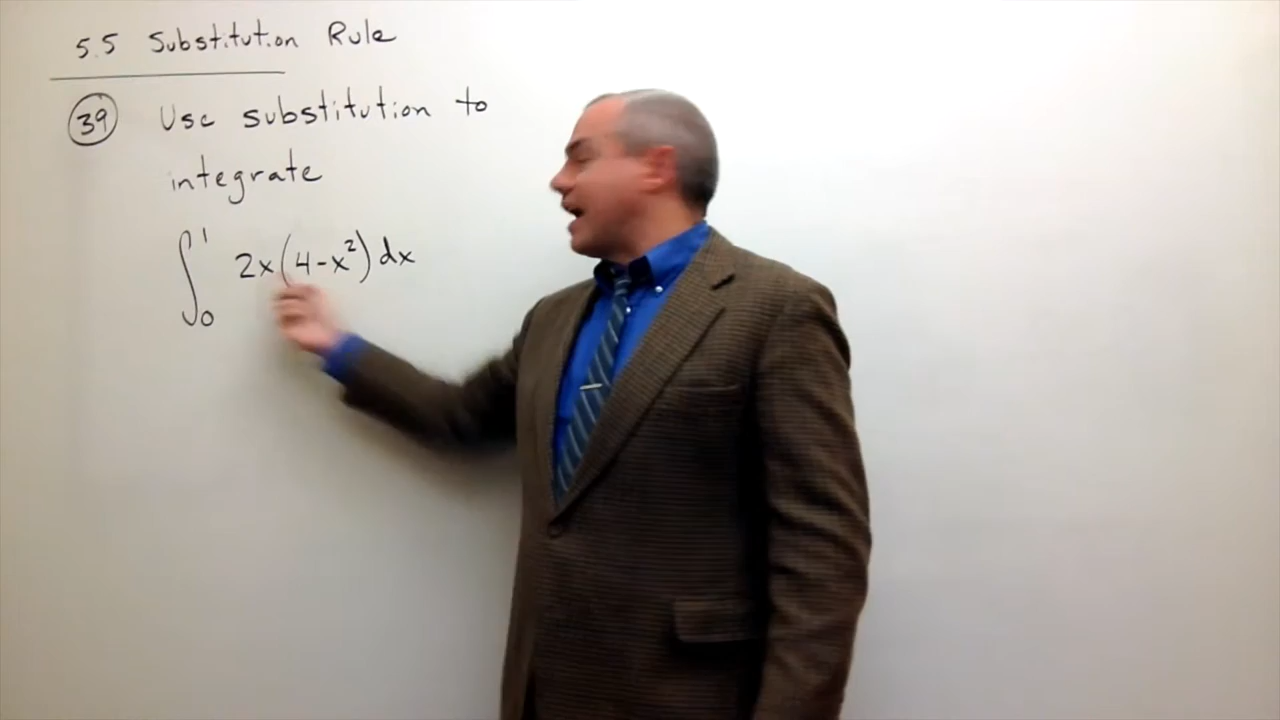 5.5 Substitution Rule
39 Use substitution to
integrate
∫₀¹ 2x(4-x²)dx